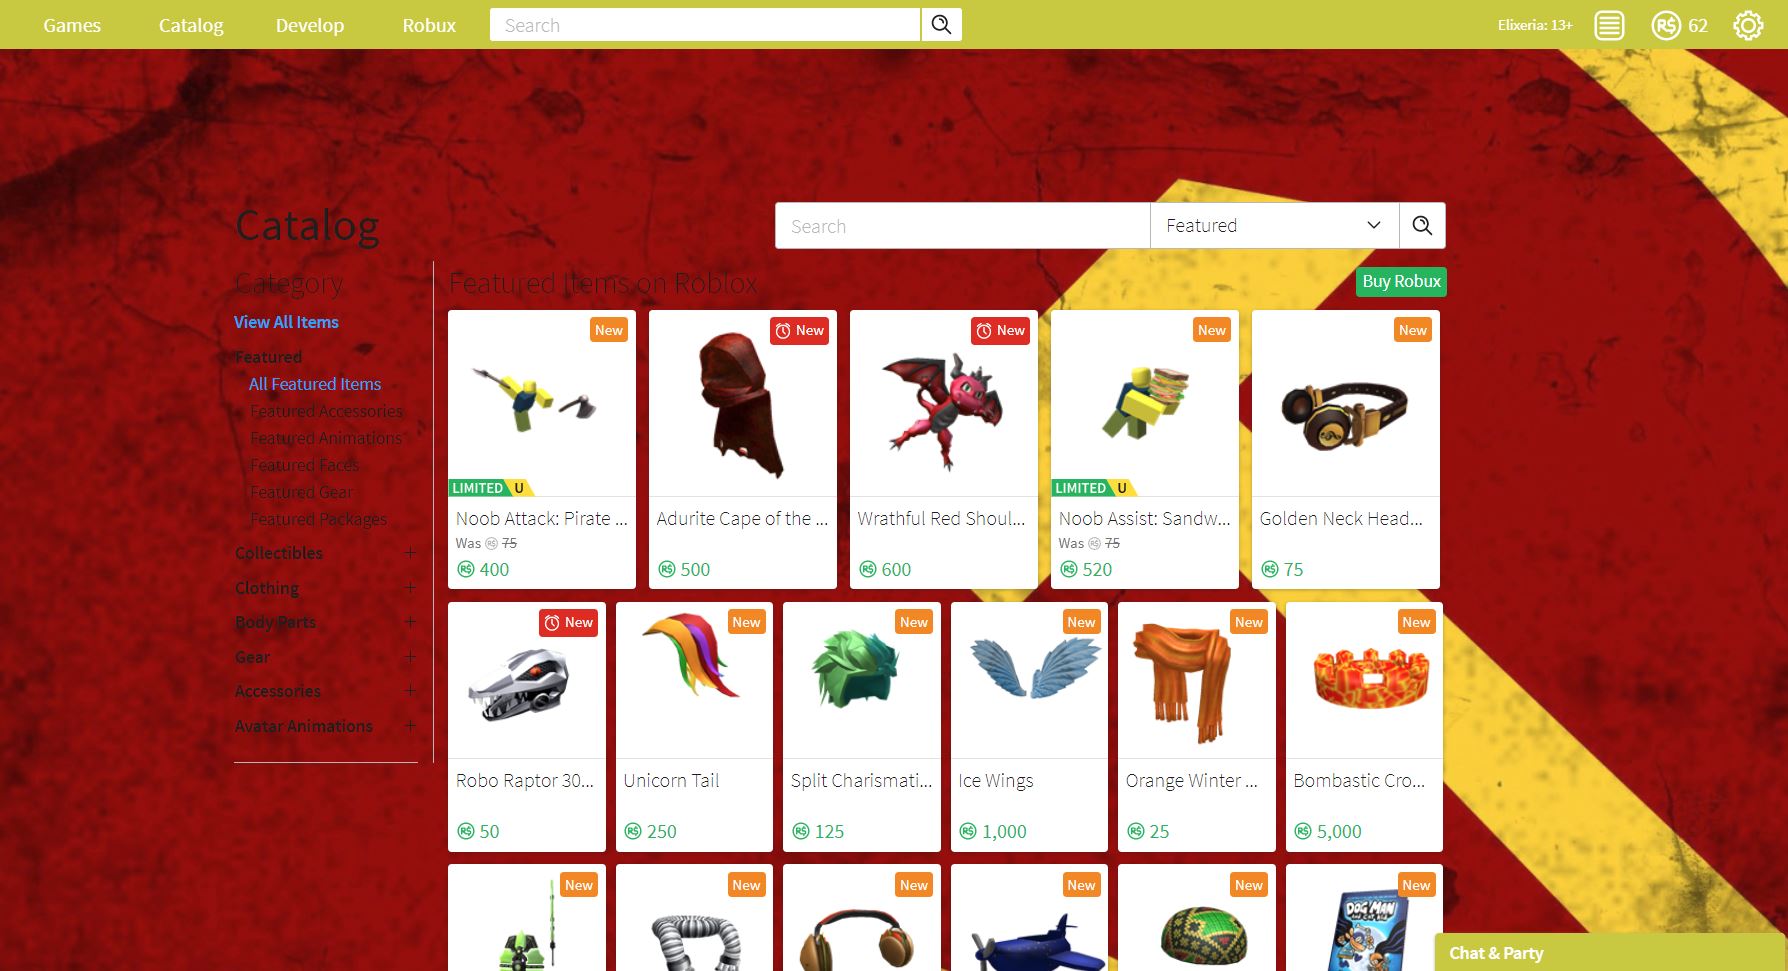 Games Catalog Develop Robux Search Elixeria: 13+ R$ 62
Catalog
Search Featured
Category
Featured Items on Roblox
Buy Robux
View All Items
Featured
All Featured Items
Featured Accessories
Featured Animations
Featured Faces
Featured Gear
Featured Packages
Collectibles +
Clothing +
Body Parts +
Gear +
Accessories +
Avatar Animations +
New
LIMITED U
Noob Attack: Pirate ...
Was R$ 75
R$ 400
New
Adurite Cape of the ...
R$ 500
New
Wrathful Red Shoul...
R$ 600
New
LIMITED U
Noob Assist: Sandw...
Was R$ 75
R$ 520
New
Golden Neck Head...
R$ 75
New
Robo Raptor 30...
R$ 50
New
Unicorn Tail
R$ 250
New
Split Charismati...
R$ 125
New
Ice Wings
R$ 1,000
New
Orange Winter ...
R$ 25
New
Bombastic Cro...
R$ 5,000
New
New
New
New
New
New
DOG MAN
AND CAT KID
Chat & Party